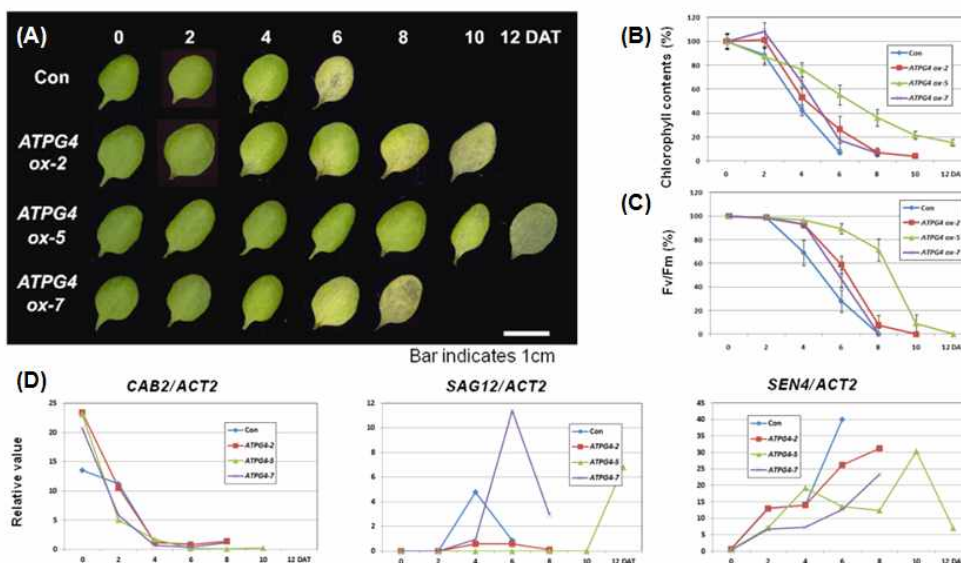 (A)
0 2 4 6 8 10 12 DAT
Con
ATPG4
ox-2
ATPG4
ox-5
ATPG4
ox-7
Bar indicates 1cm
(B)
Chlorophyll contents (%)
120
100
80
60
40
20
0
0 2 4 6 8 10 12 DAT
Con
ATPG4 ox-2
ATPG4 ox-5
ATPG4 ox-7
(C)
Fv/Fm (%)
120
100
80
60
40
20
0
0 2 4 6 8 10 12 DAT
Con
ATPG4 ox-2
ATPG4 ox-5
ATPG4 ox-7
(D)
CAB2/ACT2
Relative value
25
20
15
10
5
0
0 2 4 6 8 10 12 DAT
Con
ATPG4-2
ATPG4-5
ATPG4-7
SAG12/ACT2
12
10
8
6
4
2
0
0 2 4 6 8 10 12 DAT
Con
ATPG4-2
ATPG4-5
ATPG4-7
SEN4/ACT2
45
40
35
30
25
20
15
10
5
0
0 2 4 6 8 10 12 DAT
Con
ATPG4-2
ATPG4-5
ATPG4-7